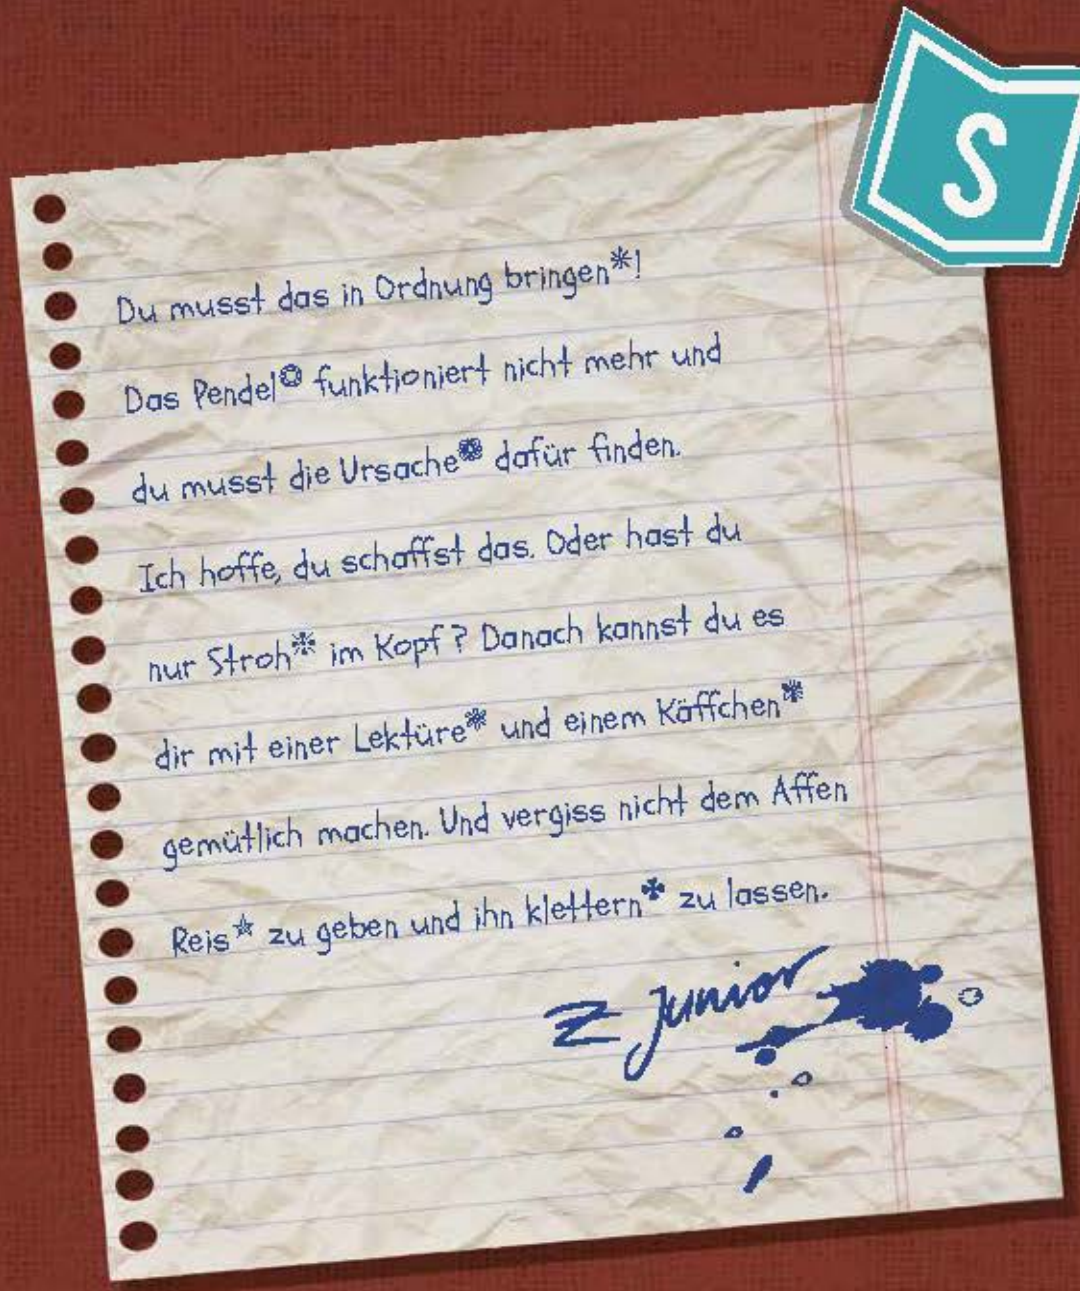 S
Du musst das in Ordnung bringen*!
Das Pendel❂ funktioniert nicht mehr und
du musst die Ursache❁ dafür finden.
Ich hoffe, du schaffst das. Oder hast du
nur Stroh❉ im Kopf? Danach kannst du es
dir mit einer Lektüre❋ und einem Käffchen❋
gemütlich machen. Und vergiss nicht dem Affen
Reis☆ zu geben und ihn klettern✤ zu lassen.
Z Junior